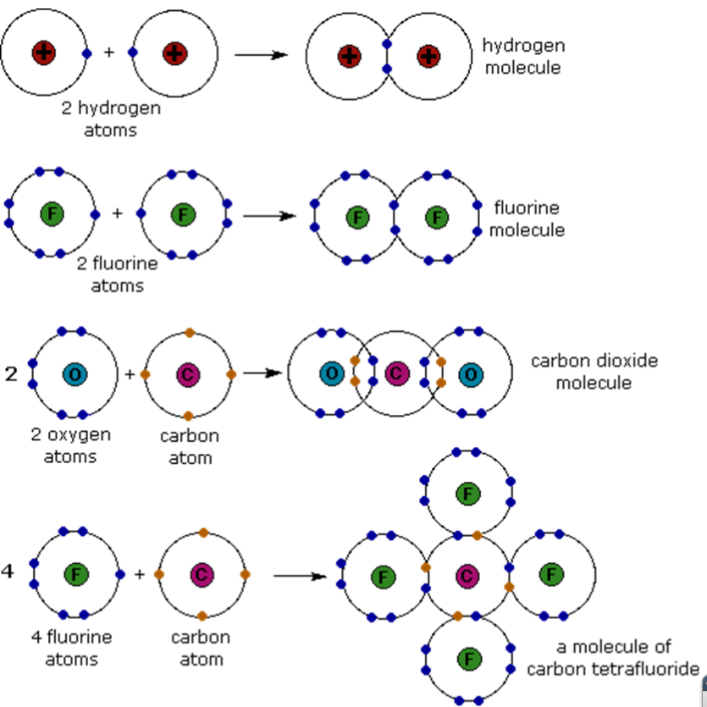 + + + hydrogen
+ + molecule
2 hydrogen
atoms
F + F F F fluorine
molecule
2 fluorine
atoms
2 O + C O C O carbon dioxide
molecule
2 oxygen
atoms
carbon
atom
F
4 F + C F C F
4 fluorine
atoms
carbon
atom
F
a molecule of
carbon tetrafluoride